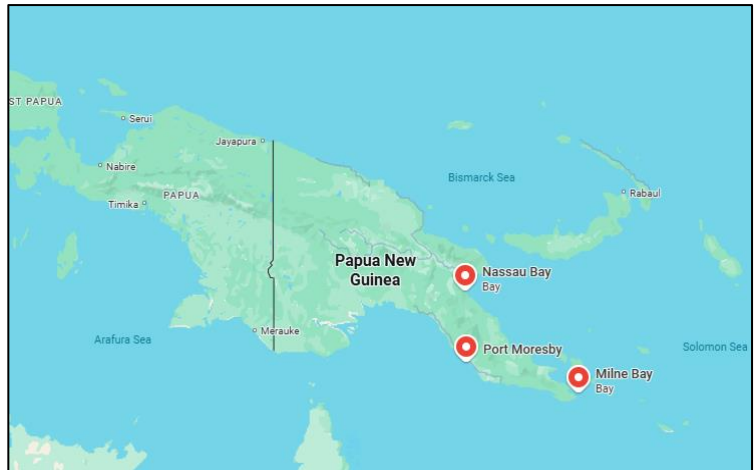 ST PAPUA
Serui
Jayapura
Nabire
Bismarck Sea
Rabaul
PAPUA
Timika
Papua New
Guinea
Nassau Bay
Bay
Merauke
Arafura Sea
Port Moresby
Solomon Sea
Milne Bay
Bay